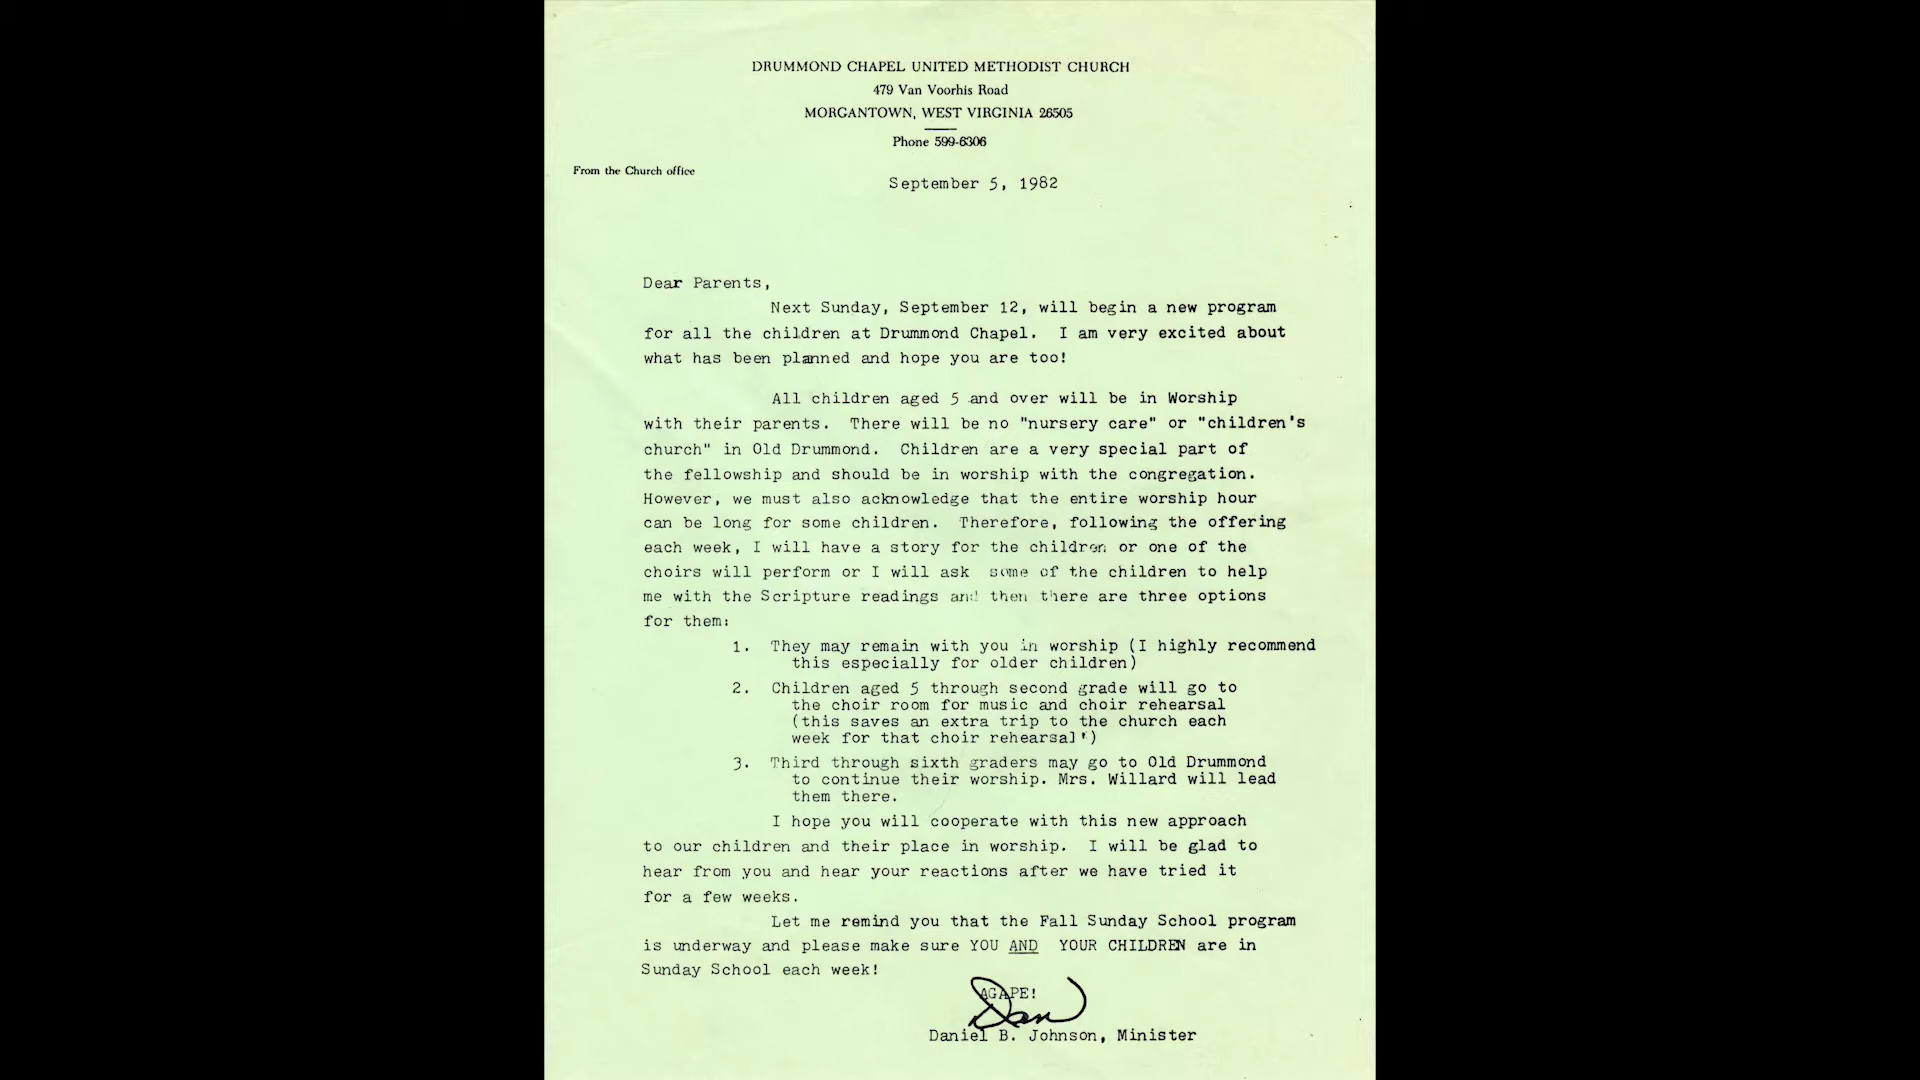 DRUMMOND CHAPEL UNITED METHODIST CHURCH
479 Van Voorhis Road
MORGANTOWN, WEST VIRGINIA 26505
Phone 599-6306
From the Church office
September 5, 1982
Dear Parents,
Next Sunday, September 12, will begin a new program
for all the children at Drummond Chapel. I am very excited about
what has been planned and hope you are too!
All children aged 5 and over will be in Worship
with their parents. There will be no "nursery care" or "children's
church" in Old Drummond. Children are a very special part of
the fellowship and should be in worship with the congregation.
However, we must also acknowledge that the entire worship hour
can be long for some children. Therefore, following the offering
each week, I will have a story for the children or one of the
choirs will perform or I will ask some of the children to help
me with the Scripture readings and then there are three options
for them:
1. They may remain with you in worship (I highly recommend
this especially for older children)
2. Children aged 5 through second grade will go to
the choir room for music and choir rehearsal
(this saves an extra trip to the church each
week for that choir rehearsal!)
3. Third through sixth graders may go to Old Drummond
to continue their worship. Mrs. Willard will lead
them there.
I hope you will cooperate with this new approach
to our children and their place in worship. I will be glad to
hear from you and hear your reactions after we have tried it
for a few weeks.
Let me remind you that the Fall Sunday School program
is underway and please make sure YOU AND YOUR CHILDREN are in
Sunday School each week!
AGAPE!
Dan
Daniel B. Johnson, Minister